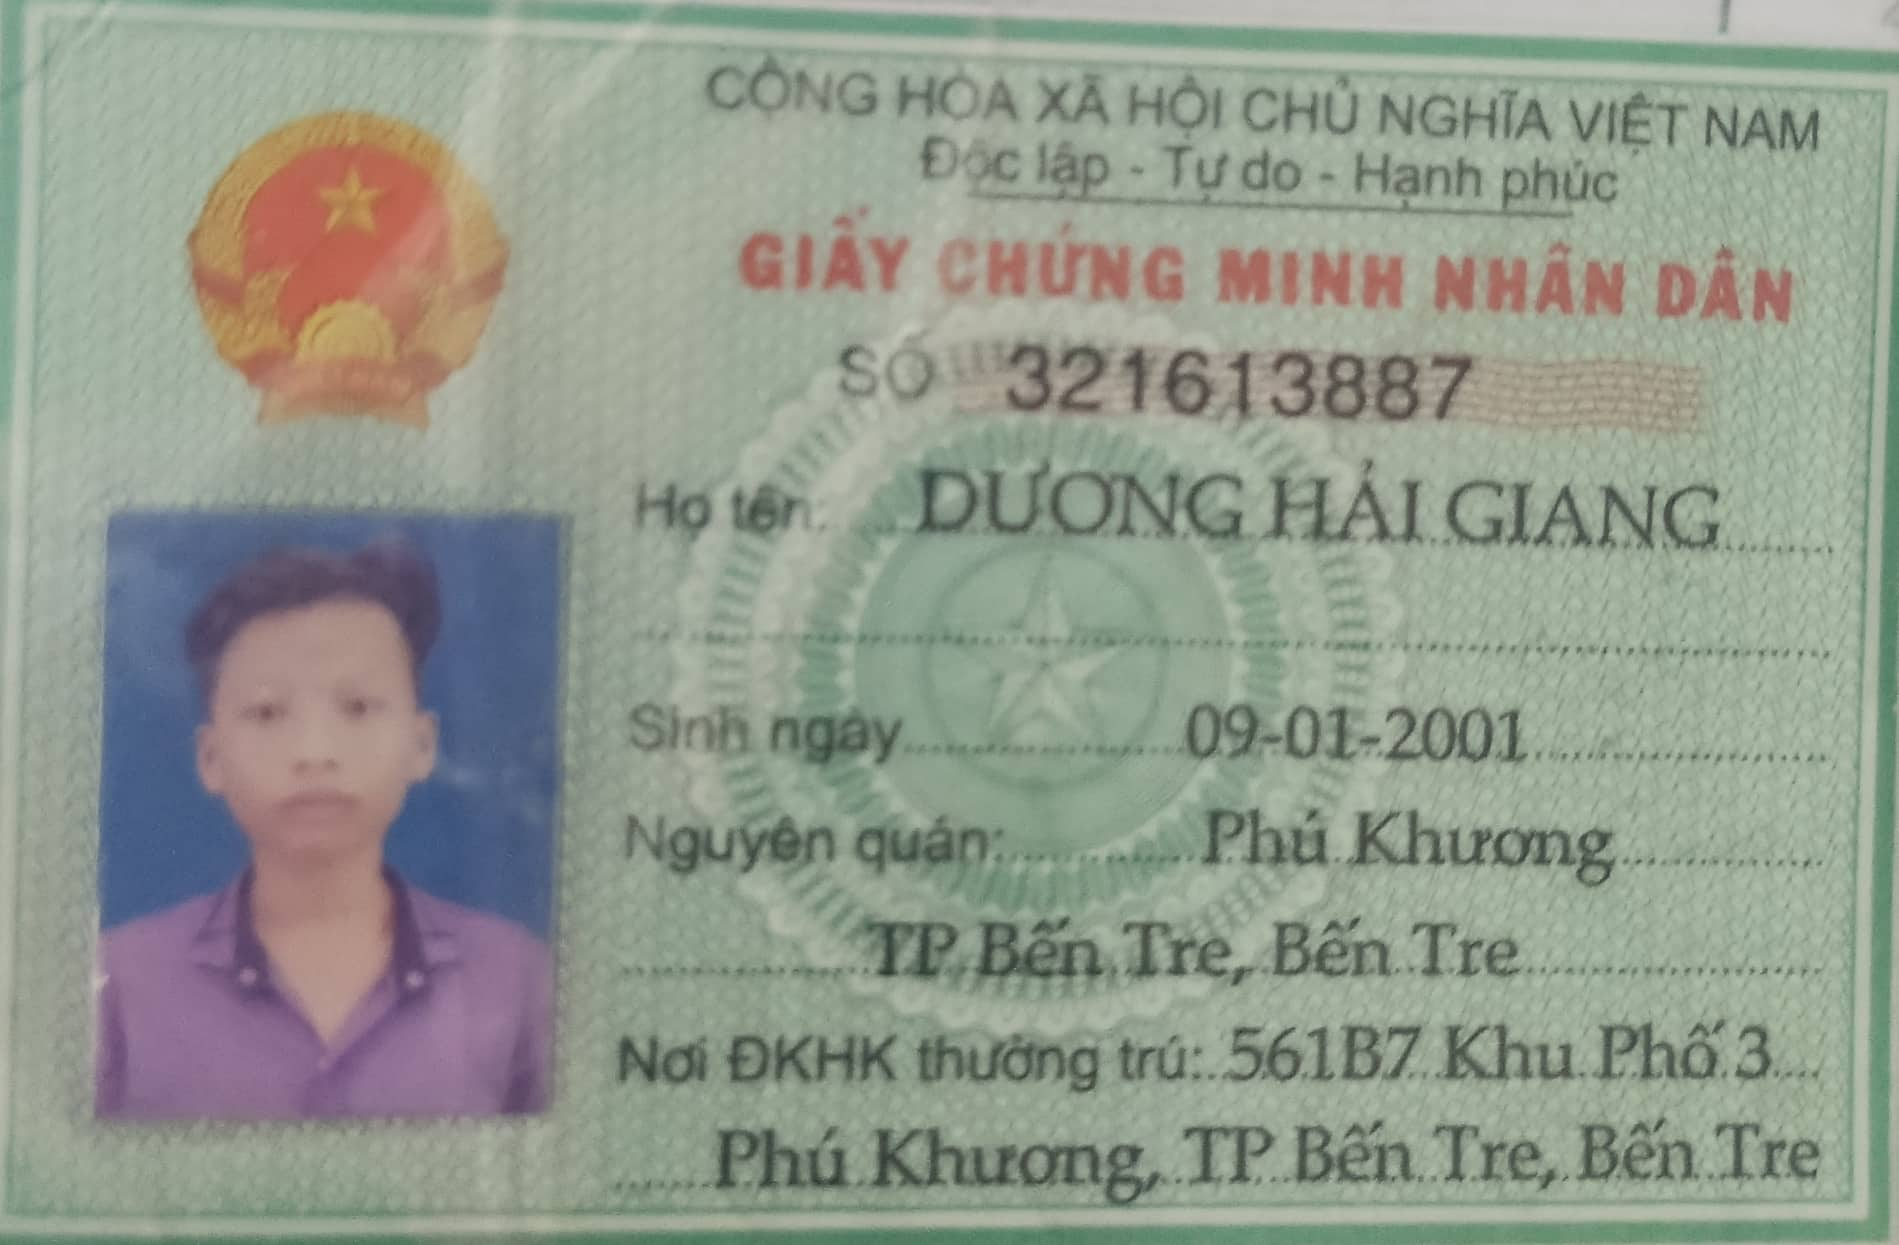 CỘNG HÒA XÃ HỘI CHỦ NGHĨA VIỆT NAM
Độc lập - Tự do - Hạnh phúc
GIẤY CHỨNG MINH NHÂN DÂN
SỐ 321613887
Họ tên: DƯƠNG HẢI GIANG
Sinh ngày 09-01-2001
Nguyên quán: Phú Khương
TP Bến Tre, Bến Tre
Nơi ĐKHK thường trú: 561B7 Khu Phố 3
Phú Khương, TP Bến Tre, Bến Tre